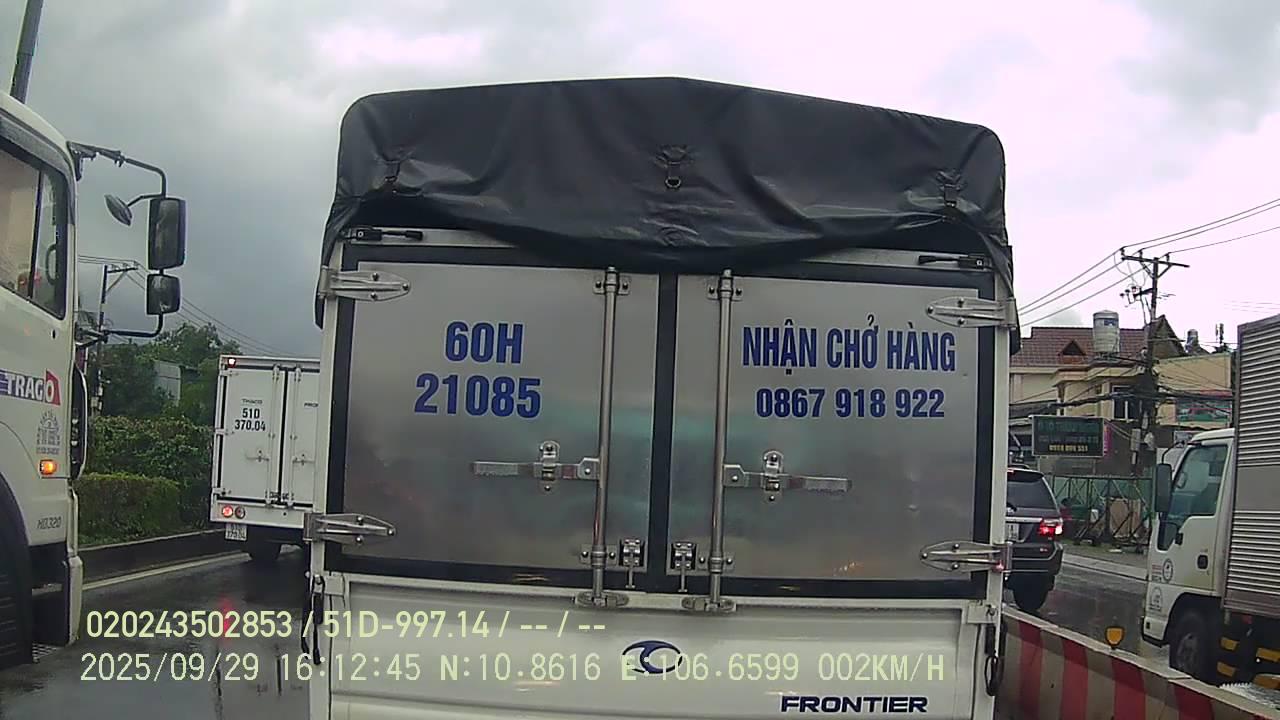 60H
21085
NHẬN CHỞ HÀNG
0867 918 922
TRAGO
THACO
51D
370.04
FRONTIER
020243502853 / 51D-997.14 / -- / --
2025/09/29 16:12:45 N:10.8616 E:106.6599 002KM/H